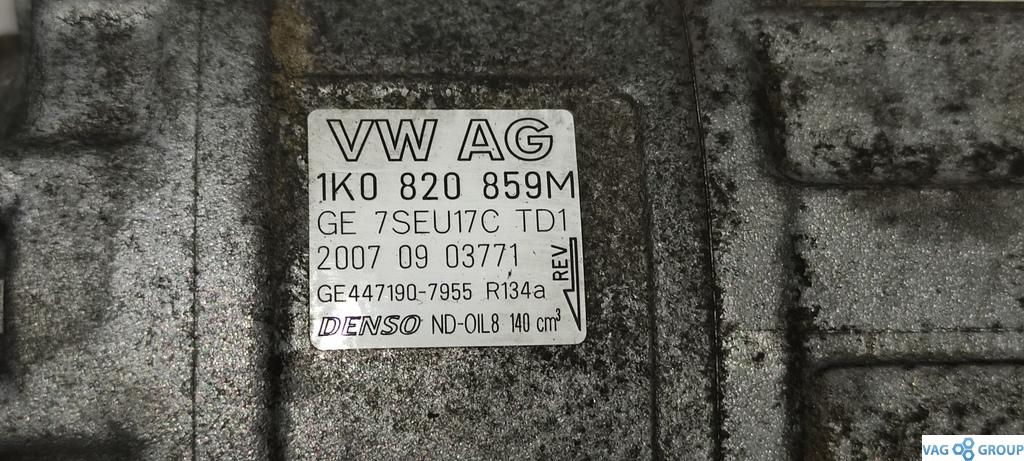 VW AG
1K0 820 859M
GE 7SEU17C TD1
2007 09 03771
REV
GE447190-7955 R134a
DENSO ND-OIL8 140 cm³
VAG GROUP